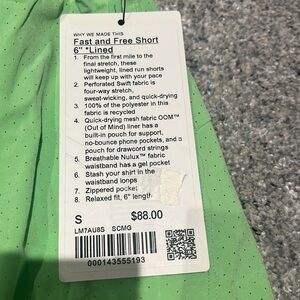 WHY WE MADE THIS
Fast and Free Short
6" *Lined
1. From the first mile to the
final stretch, these
lightweight, lined run shorts
will keep up with your pace
2. Perforated Swift fabric is
four-way stretch,
sweat-wicking, and quick-drying
3. 100% of the polyester in this
fabric is recycled
4. Quick-drying mesh fabric OOM™
(Out of Mind) liner has a
built-in pouch for support,
no-bounce phone pockets, and a
pouch for drawcord strings
5. Breathable Nulux™ fabric
waistband has a gel pocket
6. Stash your shirt in the
waistband loops
7. Zippered pocket
8. Relaxed fit, 6" length
S $88.00
LM7AU8S SCMG
000143555193